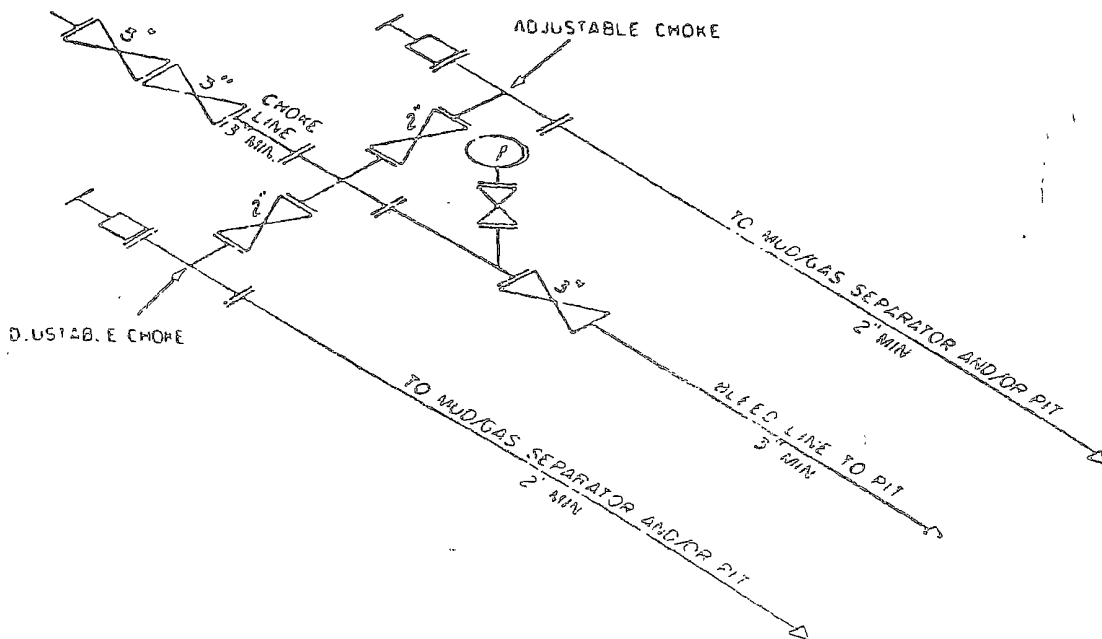 ADJUSTABLE CHOKE
3"
3"
CHOKE
LINE
3 MIN.
2"
P
2"
3"
D.USTAB.E CHOKE
TO MUD/GAS SEPARATOR AND/OR PIT
2" MIN
BLEED LINE TO PIT
3" MIN
TO MUD/GAS SEPARATOR AND/OR PIT
2" MIN